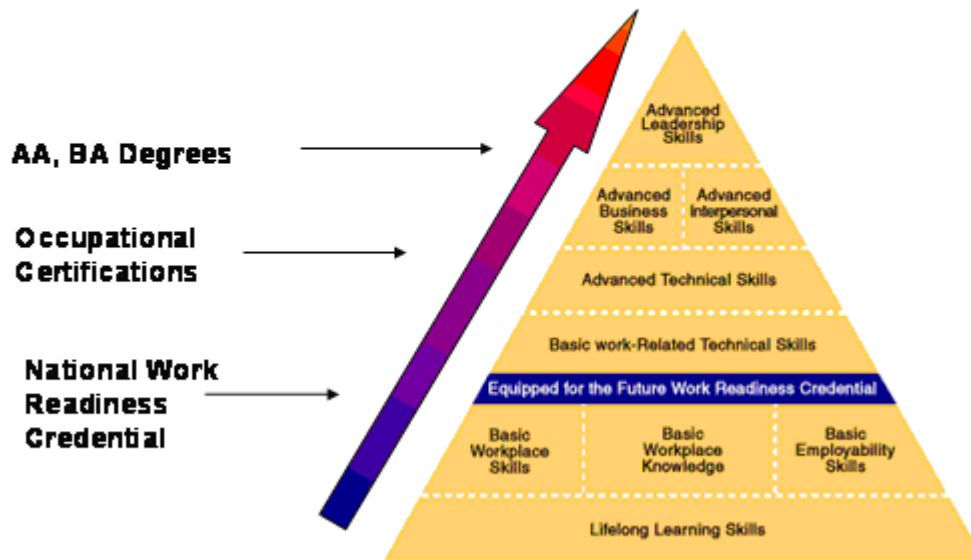 AA, BA Degrees
Occupational
Certifications
National Work
Readiness
Credential
Advanced
Leadership
Skills
Advanced
Business
Skills
Advanced
Interpersonal
Skills
Advanced Technical Skills
Basic work-Related Technical Skills
Equipped for the Future Work Readiness Credential
Basic
Workplace
Skills
Basic
Workplace
Knowledge
Basic
Employability
Skills
Lifelong Learning Skills